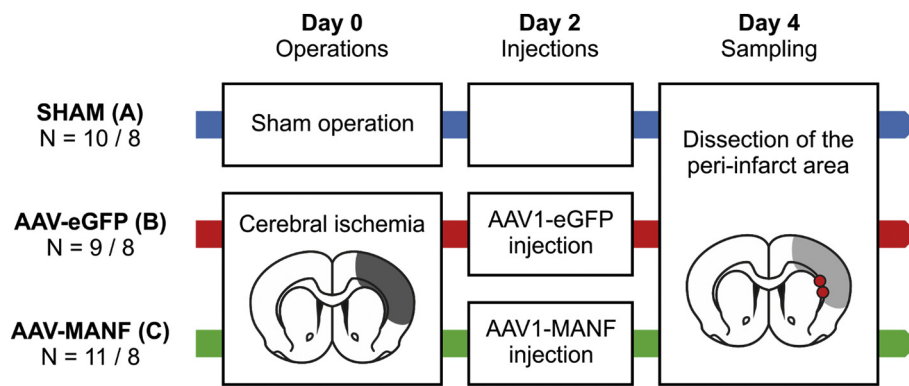 Day 0
Operations
Day 2
Injections
Day 4
Sampling
SHAM (A)
N = 10 / 8
Sham operation
Dissection of the
peri-infarct area
AAV-eGFP (B)
N = 9 / 8
Cerebral ischemia
AAV1-eGFP
injection
AAV-MANF (C)
N = 11 / 8
AAV1-MANF
injection